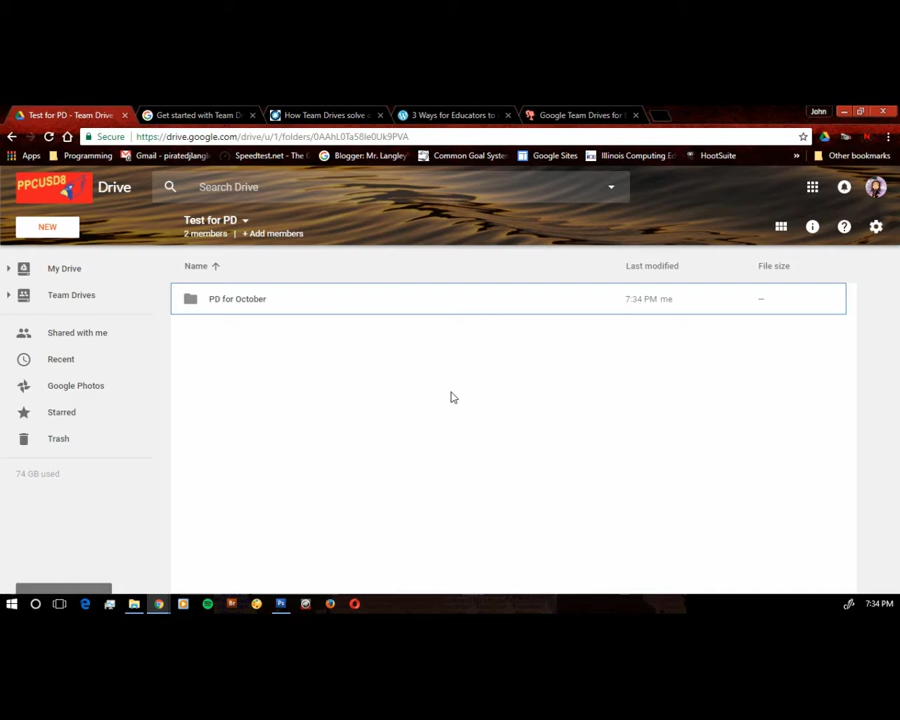 Test for PD - Team Drive
Get started with Team D
How Team Drives solve
3 Ways for Educators to
Google Team Drives for
John
Secure https://drive.google.com/drive/u/1/folders/0AAhL0Ta58Ie0Uk9PVA
Apps Programming Gmail - piratedjlang Speedtest.net - The Blogger: Mr. Langley Common Goal Syste Google Sites Illinois Computing Ed HootSuite » Other bookmarks
PPCUSD8 Drive Search Drive
NEW
Test for PD
2 members | + Add members
Name Last modified File size
My Drive
Team Drives
PD for October 7:34 PM me —
Shared with me
Recent
Google Photos
Starred
Trash
74 GB used
7:34 PM